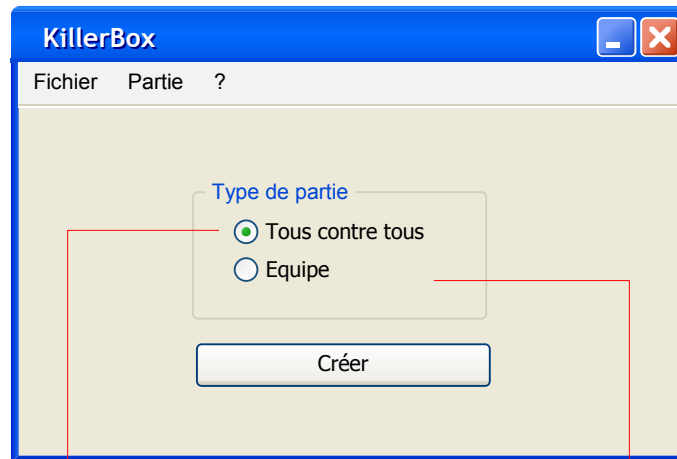 KillerBox
Fichier Partie ?
Type de partie
Tous contre tous
Equipe
Créer